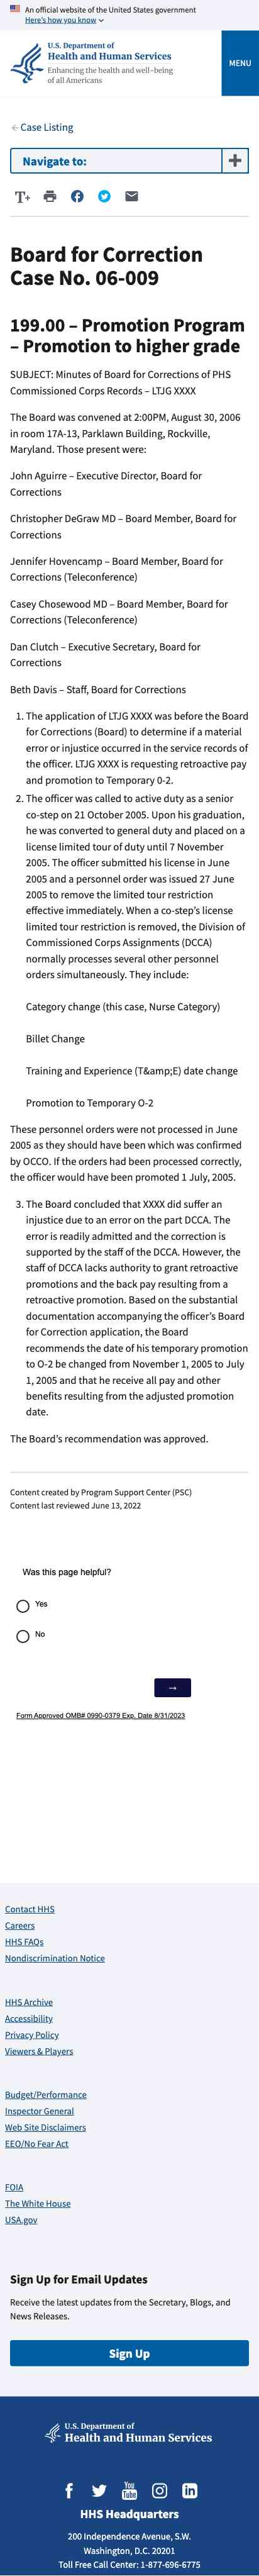 An official website of the United States government
Here's how you know
U.S. Department of
Health and Human Services
Enhancing the health and well-being
of all Americans
MENU
Case Listing
Navigate to:
T+
Board for Correction
Case No. 06-009
199.00 – Promotion Program
– Promotion to higher grade
SUBJECT: Minutes of Board for Corrections of PHS
Commissioned Corps Records – LTJG XXXX
The Board was convened at 2:00PM, August 30, 2006
in room 17A-13, Parklawn Building, Rockville,
Maryland. Those present were:
John Aguirre – Executive Director, Board for
Corrections
Christopher DeGraw MD – Board Member, Board for
Corrections
Jennifer Hovencamp – Board Member, Board for
Corrections (Teleconference)
Casey Chosewood MD – Board Member, Board for
Corrections (Teleconference)
Dan Clutch – Executive Secretary, Board for
Corrections
Beth Davis – Staff, Board for Corrections
1. The application of LTJG XXXX was before the Board
for Corrections (Board) to determine if a material
error or injustice occurred in the service records of
the officer. LTJG XXXX is requesting retroactive pay
and promotion to Temporary 0-2.
2. The officer was called to active duty as a senior
co-step on 21 October 2005. Upon his graduation,
he was converted to general duty and placed on a
license limited tour of duty until 7 November
2005. The officer submitted his license in June
2005 and a personnel order was issued 27 June
2005 to remove the limited tour restriction
effective immediately. When a co-step's license
limited tour restriction is removed, the Division of
Commissioned Corps Assignments (DCCA)
normally processes several other personnel
orders simultaneously. They include:
Category change (this case, Nurse Category)
Billet Change
Training and Experience (T&amp;E) date change
Promotion to Temporary O-2
These personnel orders were not processed in June
2005 as they should have been which was confirmed
by OCCO. If the orders had been processed correctly,
the officer would have been promoted 1 July, 2005.
3. The Board concluded that XXXX did suffer an
injustice due to an error on the part DCCA. The
error is readily admitted and the correction is
supported by the staff of the DCCA. However, the
staff of DCCA lacks authority to grant retroactive
promotions and the back pay resulting from a
retroactive promotion. Based on the substantial
documentation accompanying the officer's Board
for Correction application, the Board
recommends the date of his temporary promotion
to O-2 be changed from November 1, 2005 to July
1, 2005 and that he receive all pay and other
benefits resulting from the adjusted promotion
date.
The Board's recommendation was approved.
Content created by Program Support Center (PSC)
Content last reviewed June 13, 2022
Was this page helpful?
Yes
No
→
Form Approved OMB# 0990-0379 Exp. Date 8/31/2023
Contact HHS
Careers
HHS FAQs
Nondiscrimination Notice
HHS Archive
Accessibility
Privacy Policy
Viewers & Players
Budget/Performance
Inspector General
Web Site Disclaimers
EEO/No Fear Act
FOIA
The White House
USA.gov
Sign Up for Email Updates
Receive the latest updates from the Secretary, Blogs, and
News Releases.
Sign Up
U.S. Department of
Health and Human Services
You
Tube
HHS Headquarters
200 Independence Avenue, S.W.
Washington, D.C. 20201
Toll Free Call Center: 1-877-696-6775